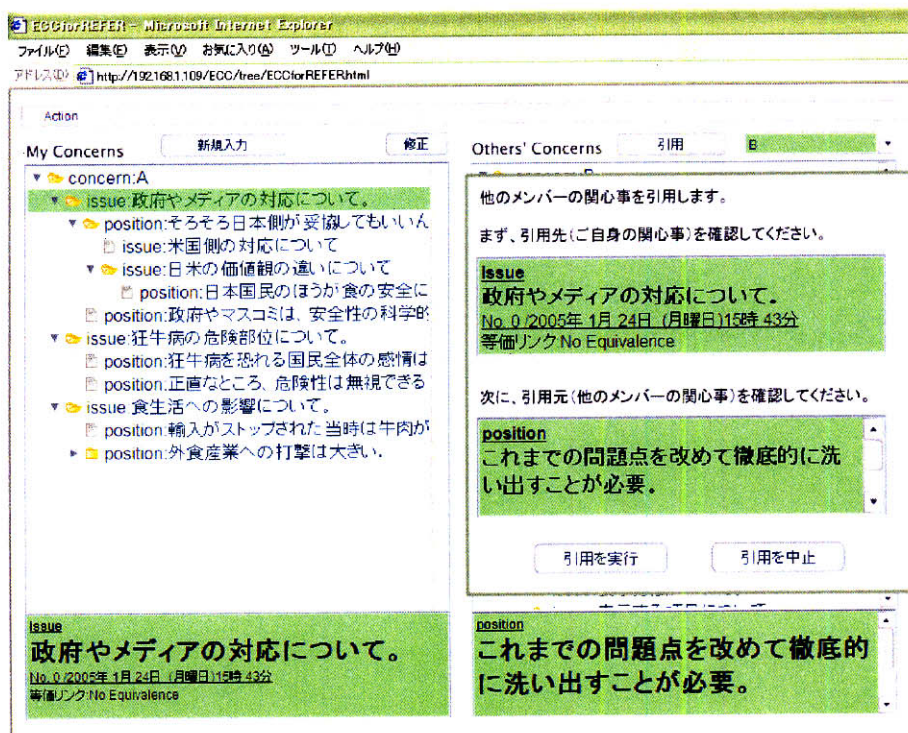 ECCforREFER - Microsoft Internet Explorer
ファイル(F) 編集(E) 表示(V) お気に入り(A) ツール(T) ヘルプ(H)
アドレス(D) http://192.168.1.109/ECC/tree/ECCforREFER.html
Action
My Concerns 新規入力 修正
concern:A
issue:政府やメディアの対応について。
position:そろそろ日本側が妥協してもいいん
issue:米国側の対応について
issue:日米の価値観の違いについて
position:日本国民のほうが食の安全に
position:政府やマスコミは、安全性の科学的
issue:狂牛病の危険部位について。
position:狂牛病を恐れる国民全体の感情は
position:正直なところ、危険性は無視できる
issue:食生活への影響について。
position:輸入がストップされた当時は牛肉が
position:外食産業への打撃は大きい.
issue
政府やメディアの対応について。
No. 0 /2005年 1月 24日 (月曜日)15時 43分
等価リンク:No Equivalence
Others' Concerns 引用 B
他のメンバーの関心事を引用します。
まず、引用先(ご自身の関心事)を確認してください。
issue
政府やメディアの対応について。
No. 0 /2005年 1月 24日 (月曜日)15時 43分
等価リンク:No Equivalence
次に、引用元(他のメンバーの関心事)を確認してください。
position
これまでの問題点を改めて徹底的に洗
い出すことが必要。
引用を実行 引用を中止
position
これまでの問題点を改めて徹底的
に洗い出すことが必要。